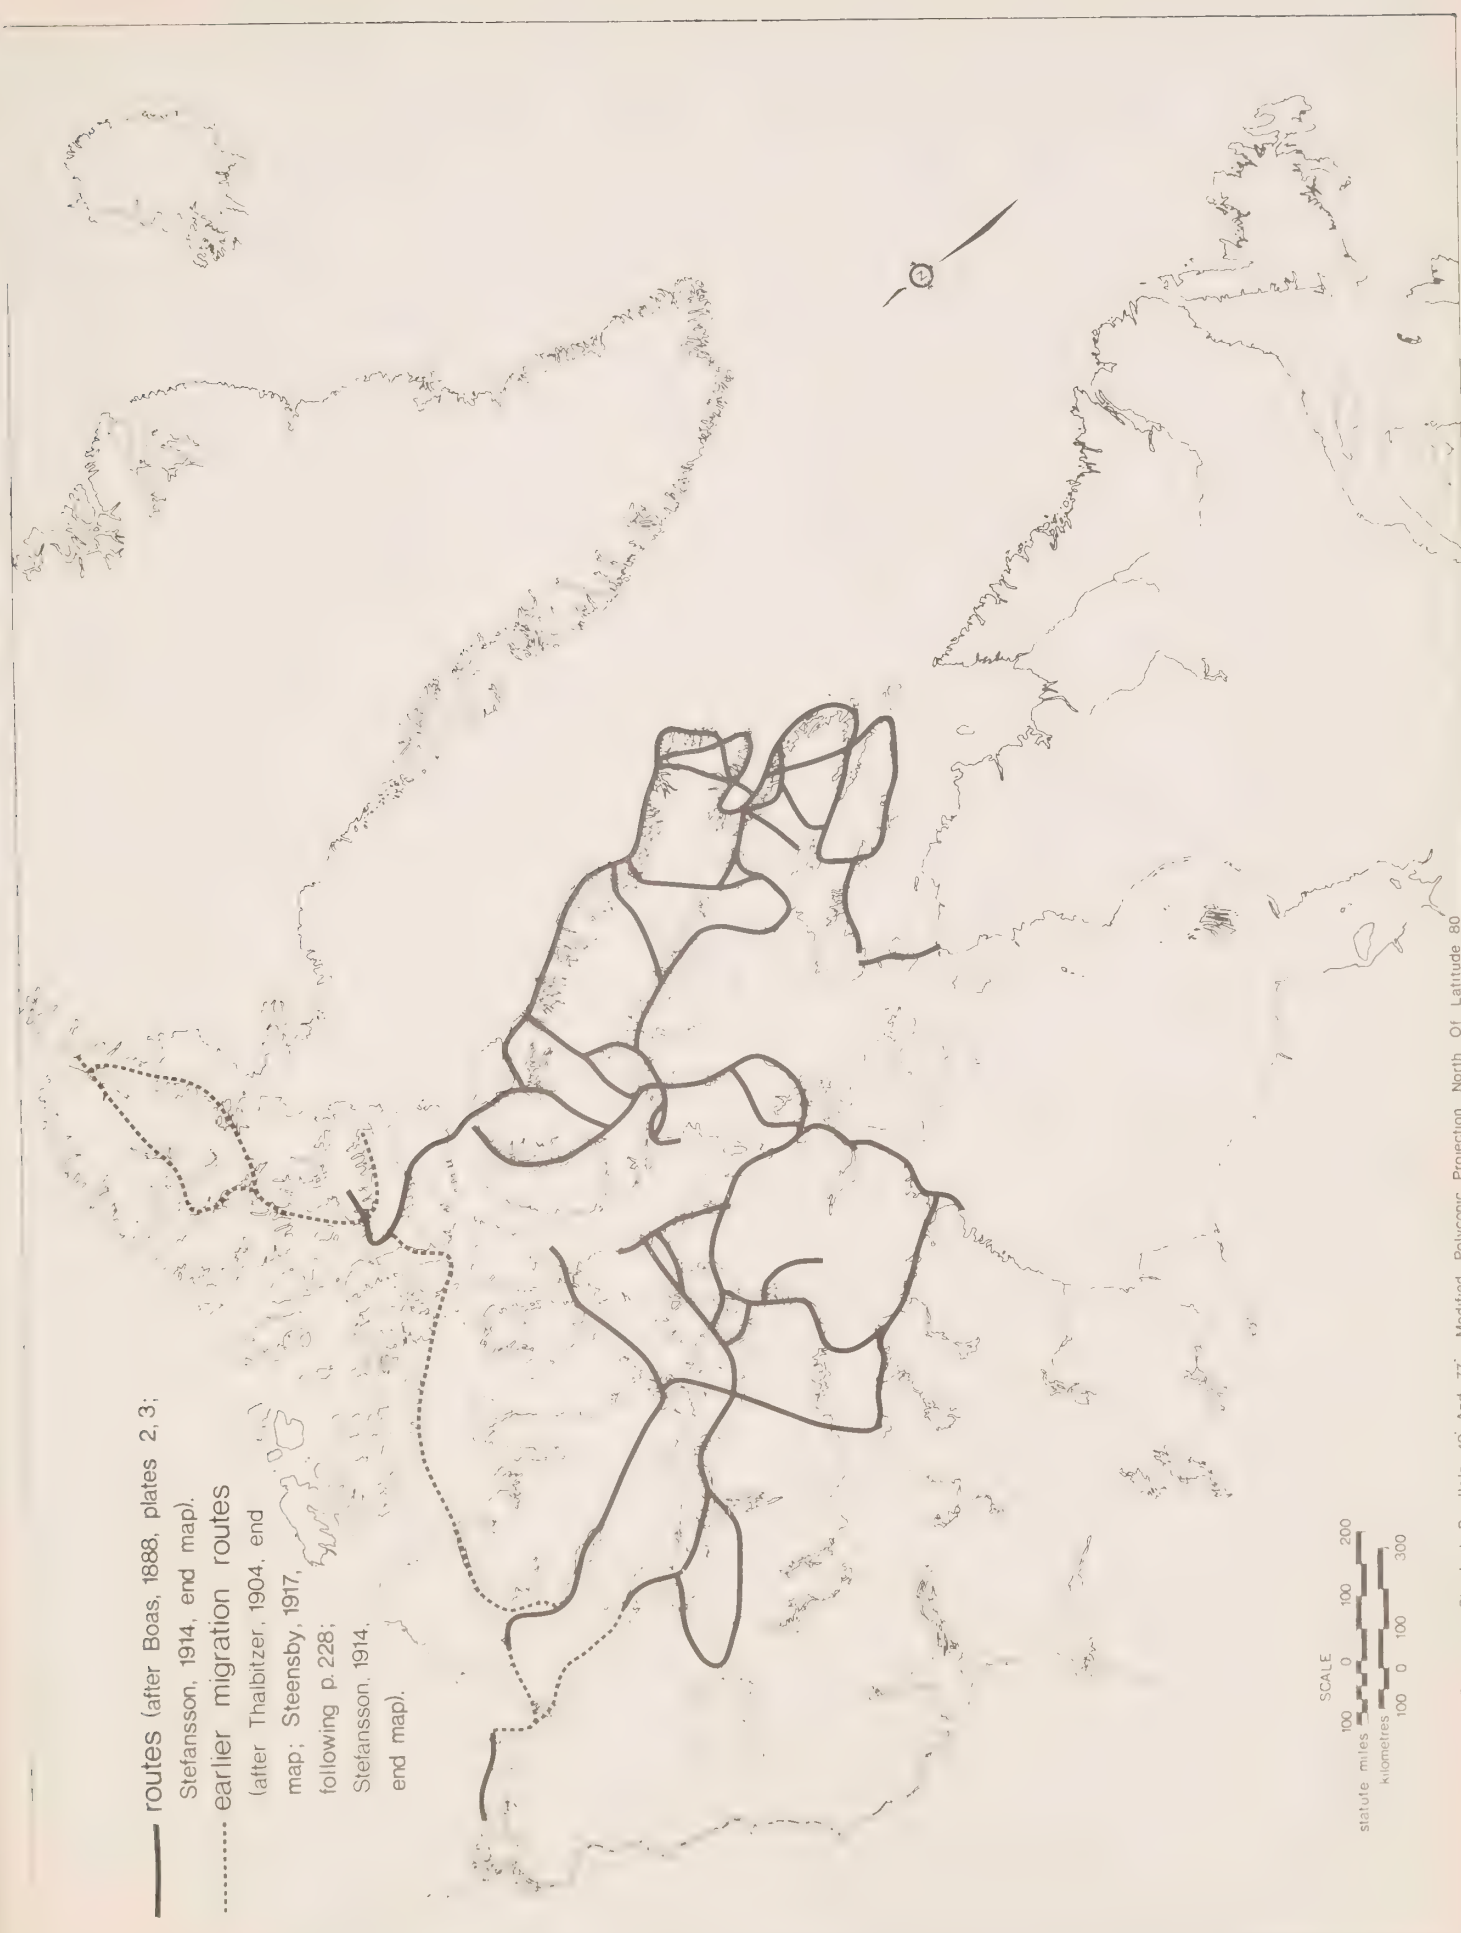 routes (after Boas, 1888, plates 2, 3;
Stefansson, 1914, end map).
earlier migration routes
(after Thalbitzer, 1904, end
map; Steensby, 1917,
following p. 228;
Stefansson, 1914,
end map).
N
SCALE
100 0 100 200
statute miles
kilometres
100 0 100 300
Modified Polyconic Projection North Of Latitude 80